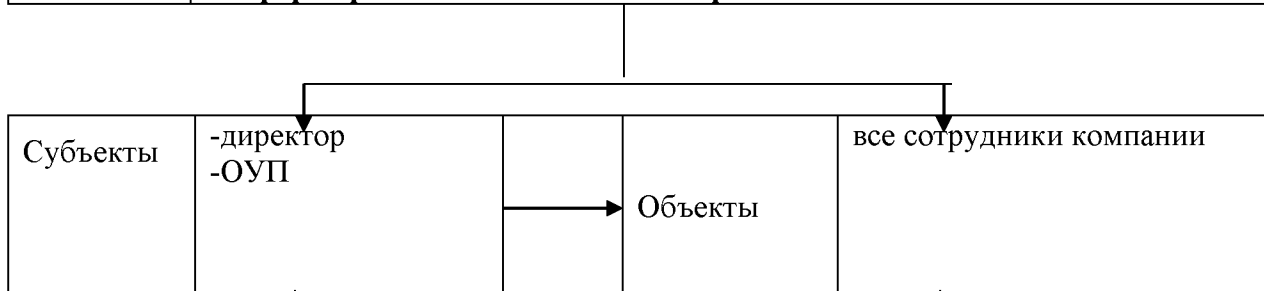 Субъекты
-директор
-ОУП
Объекты
все сотрудники компании